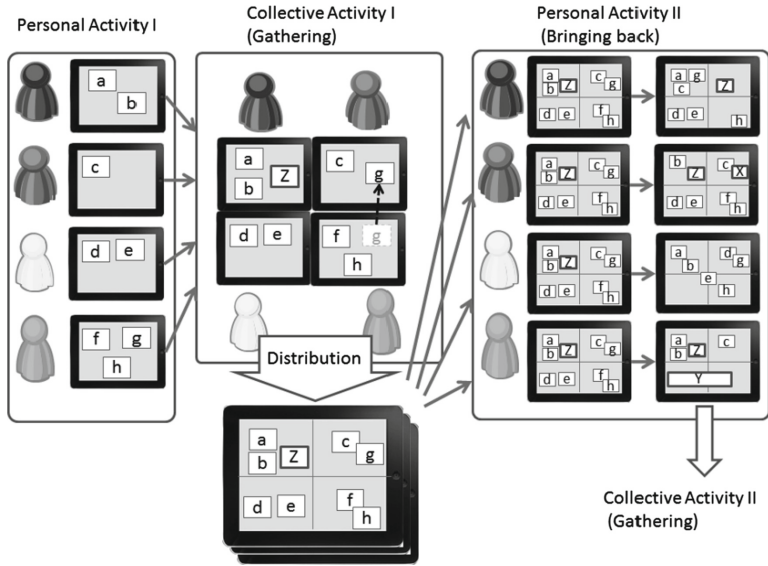 Personal Activity I
a
b
c
d e
f g
h
Collective Activity I
(Gathering)
a
b
Z
c
g
d e
f g
h
Distribution
a
b
Z
c
g
d e
f
h
Personal Activity II
(Bringing back)
a
b Z
c
g
d e
f
h
a g
c
Z
d e
h
a
b Z
c
g
d e
f
h
b
Z
c X
d e
f
h
a
b Z
c
g
d e
f
h
a
b
d
g
e
h
a
b Z
c
g
d e
f
h
a
b Z
c
Y
Collective Activity II
(Gathering)